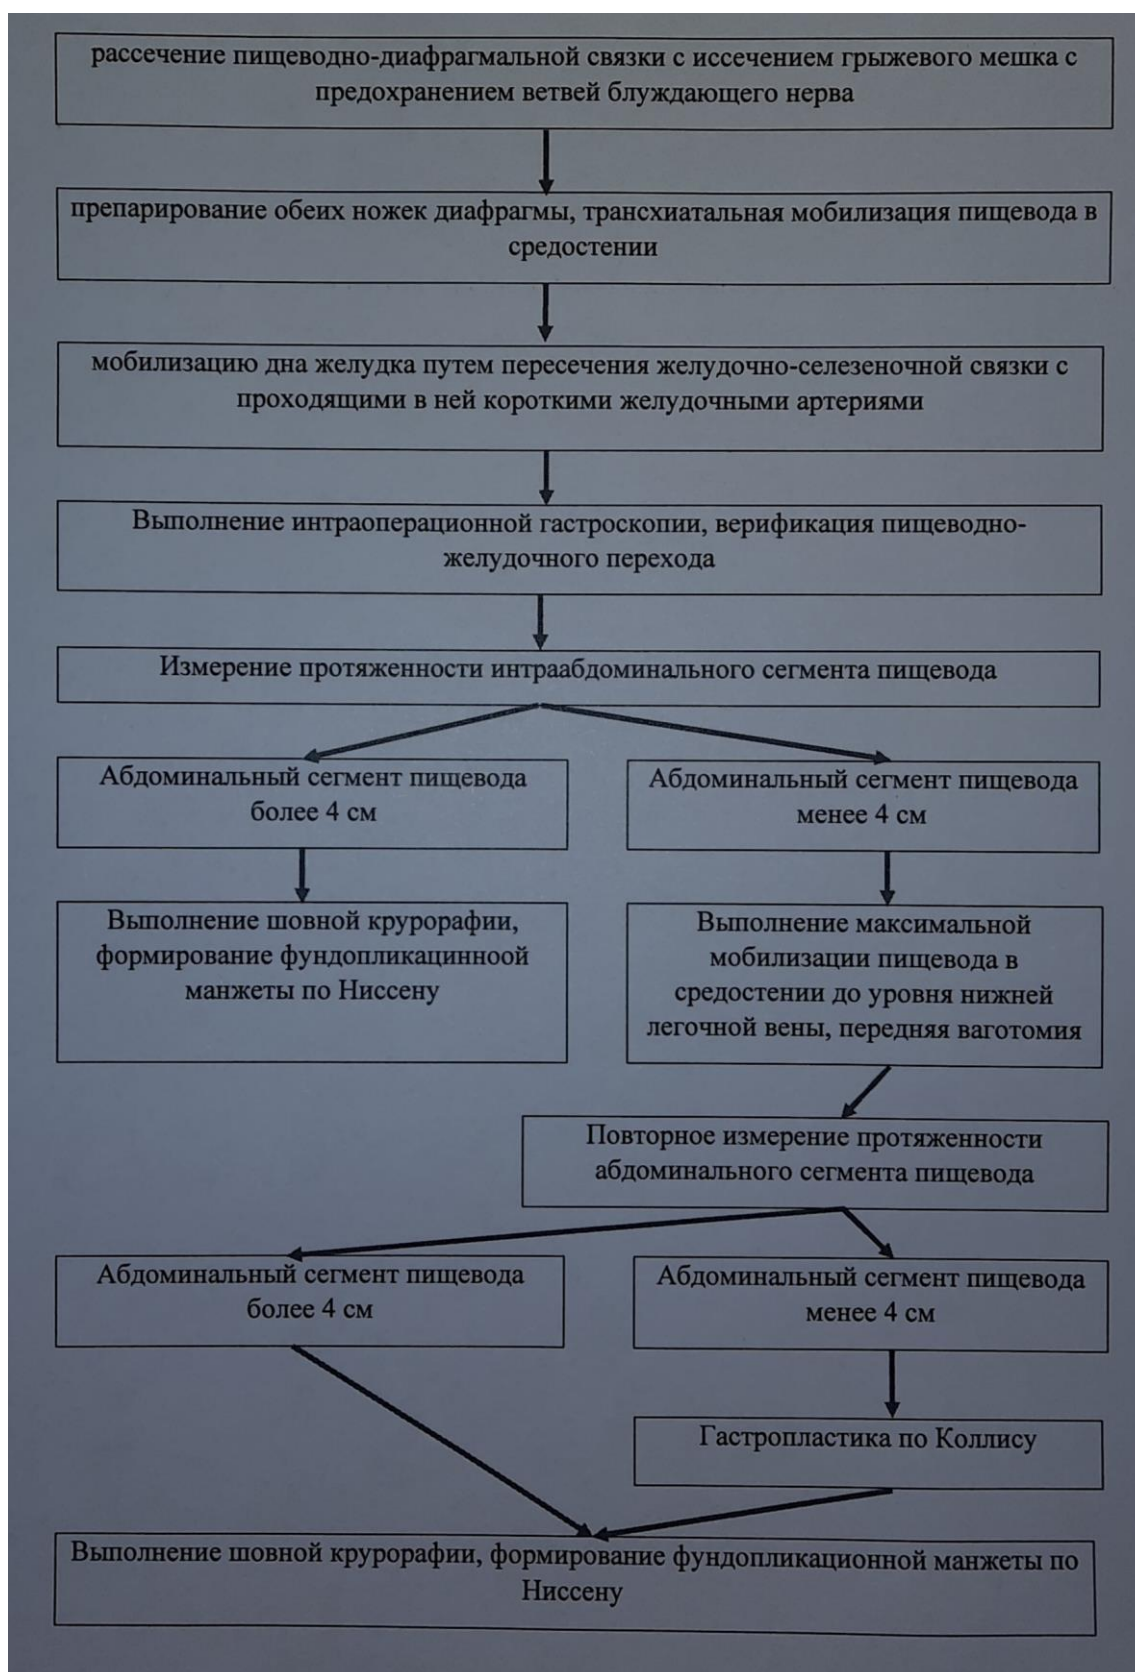 рассечение пищеводно-диафрагмальной связки с иссечением грыжевого мешка с
предохранением ветвей блуждающего нерва
препарирование обеих ножек диафрагмы, трансхиатальная мобилизация пищевода в
средостении
мобилизацию дна желудка путем пересечения желудочно-селезеночной связки с
проходящими в ней короткими желудочными артериями
Выполнение интраоперационной гастроскопии, верификация пищеводно-
желудочного перехода
Измерение протяженности интраабдоминального сегмента пищевода
Абдоминальный сегмент пищевода
более 4 см
Абдоминальный сегмент пищевода
менее 4 см
Выполнение шовной крурорафии,
формирование фундопликацинноой
манжеты по Ниссену
Выполнение максимальной
мобилизации пищевода в
средостении до уровня нижней
легочной вены, передняя ваготомия
Повторное измерение протяженности
абдоминального сегмента пищевода
Абдоминальный сегмент пищевода
более 4 см
Абдоминальный сегмент пищевода
менее 4 см
Гастропластика по Коллису
Выполнение шовной крурорафии, формирование фундопликационной манжеты по
Ниссену